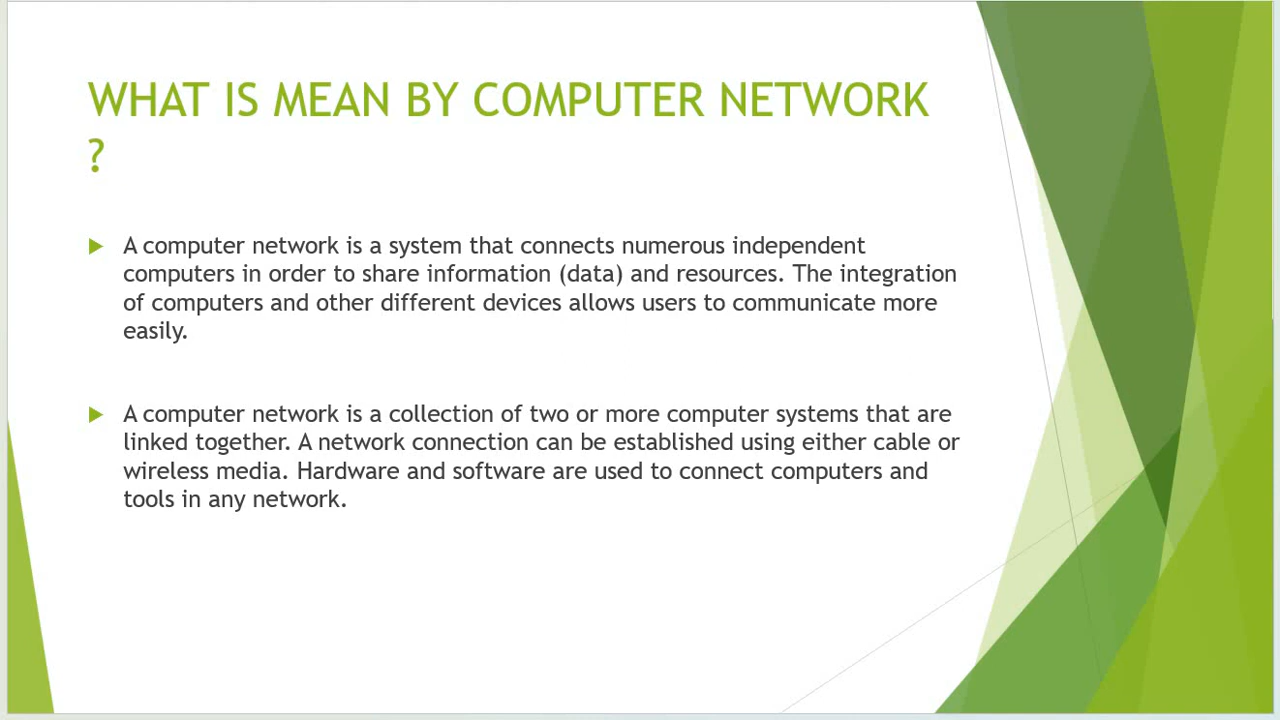 WHAT IS MEAN BY COMPUTER NETWORK
?
A computer network is a system that connects numerous independent
computers in order to share information (data) and resources. The integration
of computers and other different devices allows users to communicate more
easily.
A computer network is a collection of two or more computer systems that are
linked together. A network connection can be established using either cable or
wireless media. Hardware and software are used to connect computers and
tools in any network.